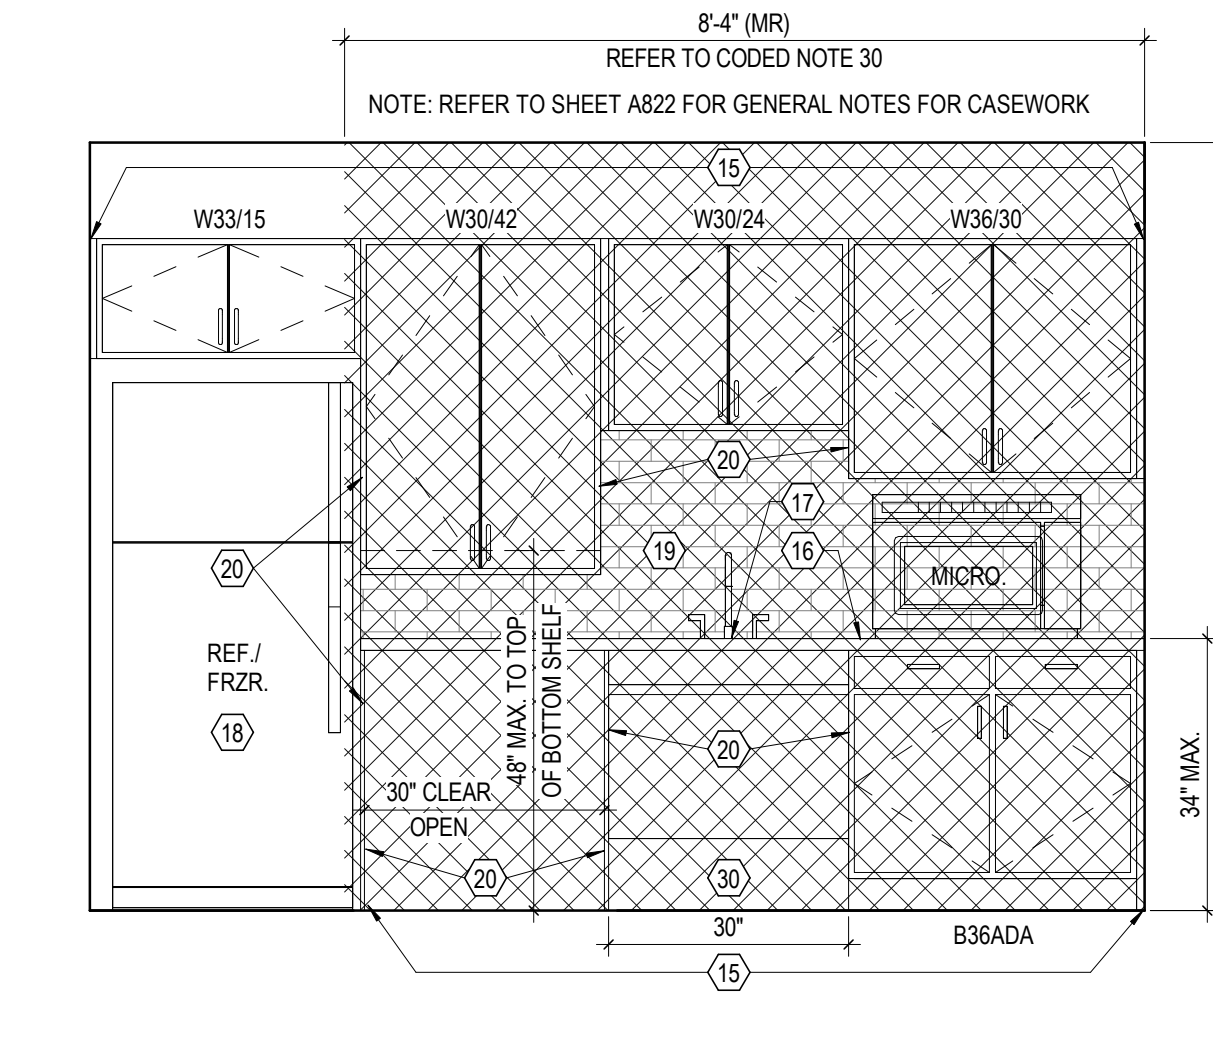 8'-4" (MR)
REFER TO CODED NOTE 30
NOTE: REFER TO SHEET A822 FOR GENERAL NOTES FOR CASEWORK
15
W33/15
W30/42
W30/24
W36/30
20
17
19
16
MICRO.
20
REF./
FRZR.
18
48" MAX. TO TOP
OF BOTTOM SHELF
20
34" MAX.
30" CLEAR
OPEN
20
30
30"
B36ADA
15